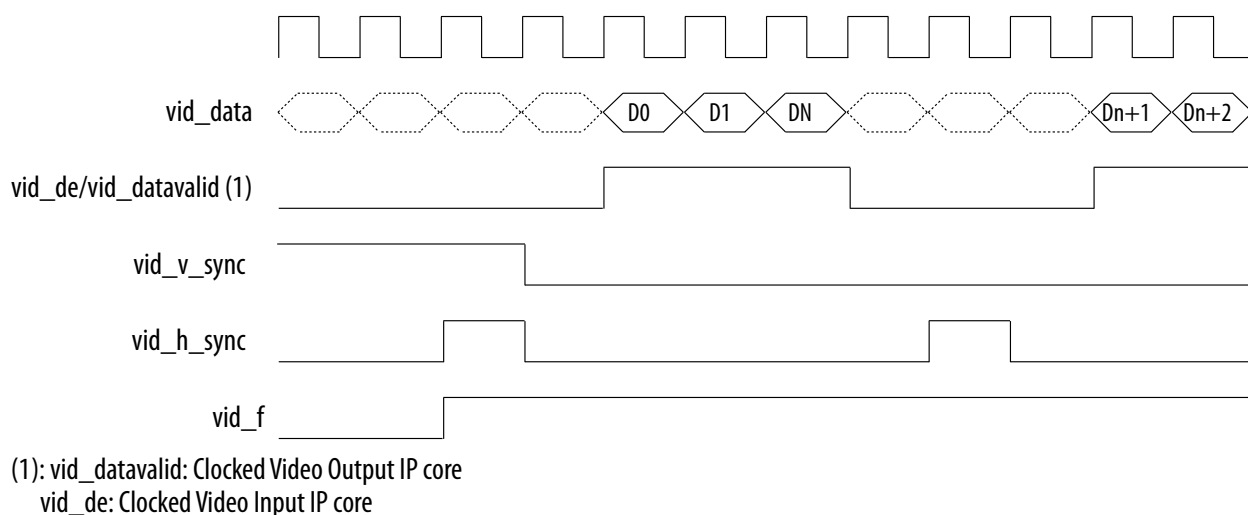 vid_data
D0 D1 DN Dn+1 Dn+2
vid_de/vid_datavalid (1)
vid_v_sync
vid_h_sync
vid_f
(1): vid_datavalid: Clocked Video Output IP core
vid_de: Clocked Video Input IP core